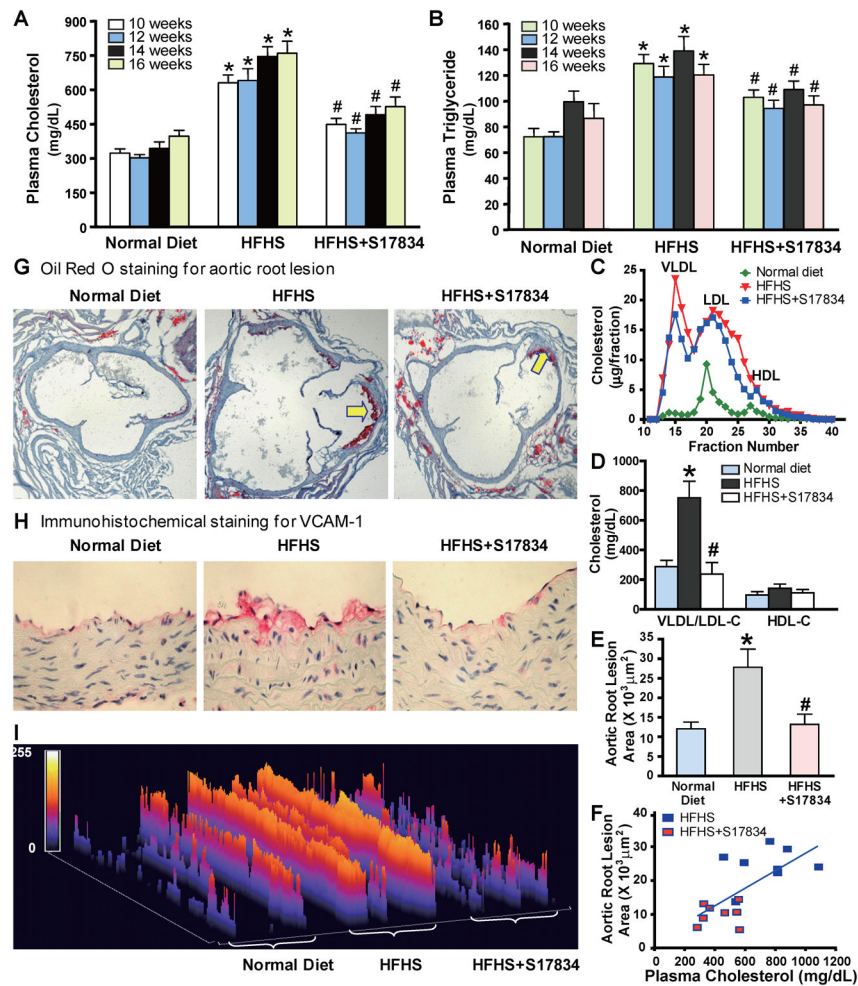 A
Plasma Cholesterol
(mg/dL)
900
750
600
450
300
150
0
10 weeks
12 weeks
14 weeks
16 weeks
* * * *
# # # #
Normal Diet HFHS HFHS+S17834
B
Plasma Triglyceride
(mg/dL)
160
140
120
100
80
60
40
20
0
10 weeks
12 weeks
14 weeks
16 weeks
* * * *
# # # #
Normal Diet HFHS HFHS+S17834
G Oil Red O staining for aortic root lesion
Normal Diet HFHS HFHS+S17834
C
Cholesterol
(µg/fraction)
25
20
15
10
5
0
VLDL
LDL
HDL
Normal diet
HFHS
HFHS+S17834
10 15 20 25 30 35 40
Fraction Number
D
Cholesterol
(mg/dL)
1000
800
600
400
200
0
Normal diet
HFHS
HFHS+S17834
*
#
VLDL/LDL-C HDL-C
H Immunohistochemical staining for VCAM-1
Normal Diet HFHS HFHS+S17834
E
Aortic Root Lesion
Area (X 10³µm²)
35
30
25
20
15
10
5
0
*
#
Normal
Diet
HFHS
HFHS
+S17834
I
255
0
Normal Diet HFHS HFHS+S17834
F
Aortic Root Lesion
Area (X 10³µm²)
40
30
20
10
0
HFHS
HFHS+S17834
0 200 400 600 800 1000 1200
Plasma Cholesterol (mg/dL)